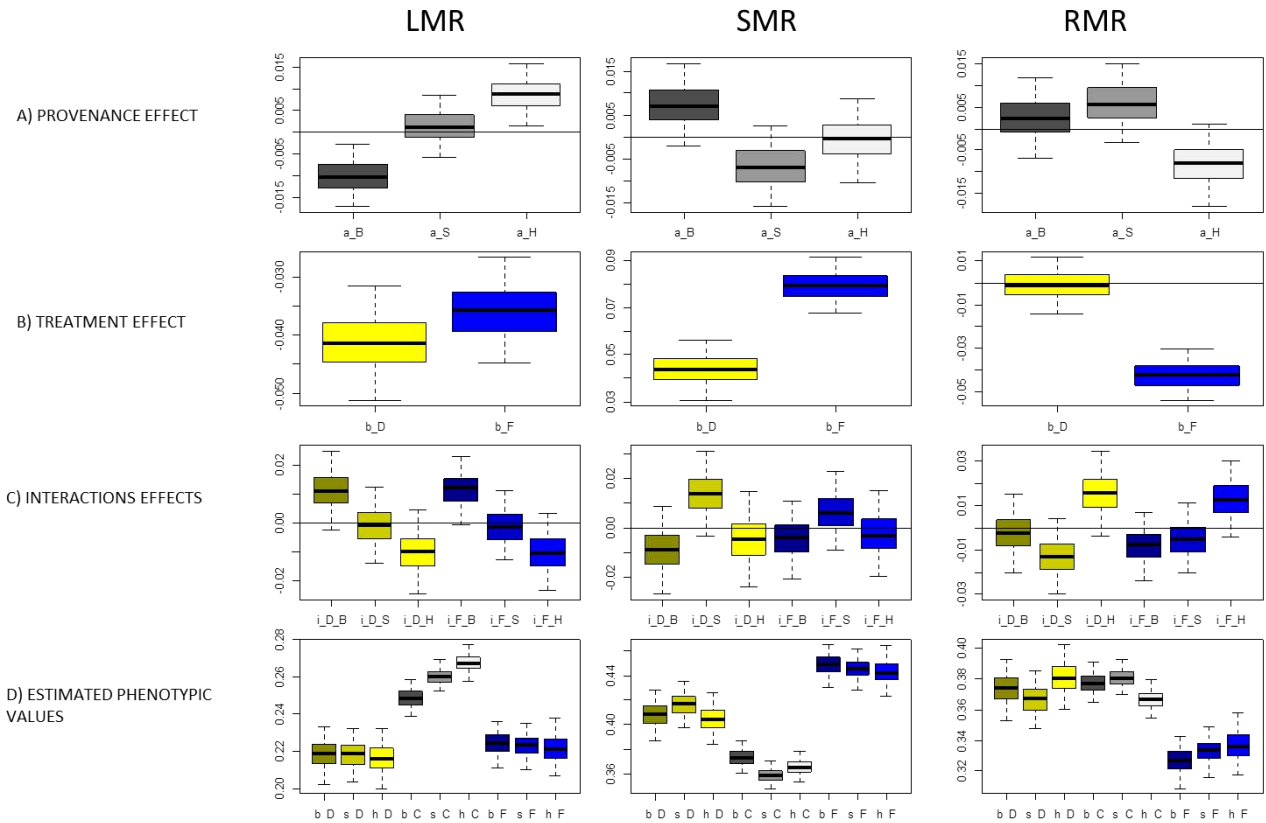 LMR SMR RMR
A) PROVENANCE EFFECT
0.015 0.005 -0.005 -0.015
a_B a_S a_H
0.015 0.005 -0.005 -0.015
a_B a_S a_H
0.015 0.005 -0.005 -0.015
a_B a_S a_H
B) TREATMENT EFFECT
-0.030 -0.040 -0.050
b_D b_F
0.09 0.07 0.05 0.03
b_D b_F
0.01 -0.01 -0.03 -0.05
b_D b_F
C) INTERACTIONS EFFECTS
0.02 0.00 -0.02
i_D_B i_D_S i_D_H i_F_B i_F_S i_F_H
0.02 0.00 -0.02
i_D_B i_D_S i_D_H i_F_B i_F_S i_F_H
0.03 0.01 -0.01 -0.03
i_D_B i_D_S i_D_H i_F_B i_F_S i_F_H
D) ESTIMATED PHENOTYPIC
VALUES
0.28 0.26 0.24 0.22 0.20
b D s D h D b C s C h C b F s F h F
0.44 0.40 0.36
b D s D h D b C s C h C b F s F h F
0.40 0.38 0.36 0.34 0.32
b D s D h D b C s C h C b F s F h F